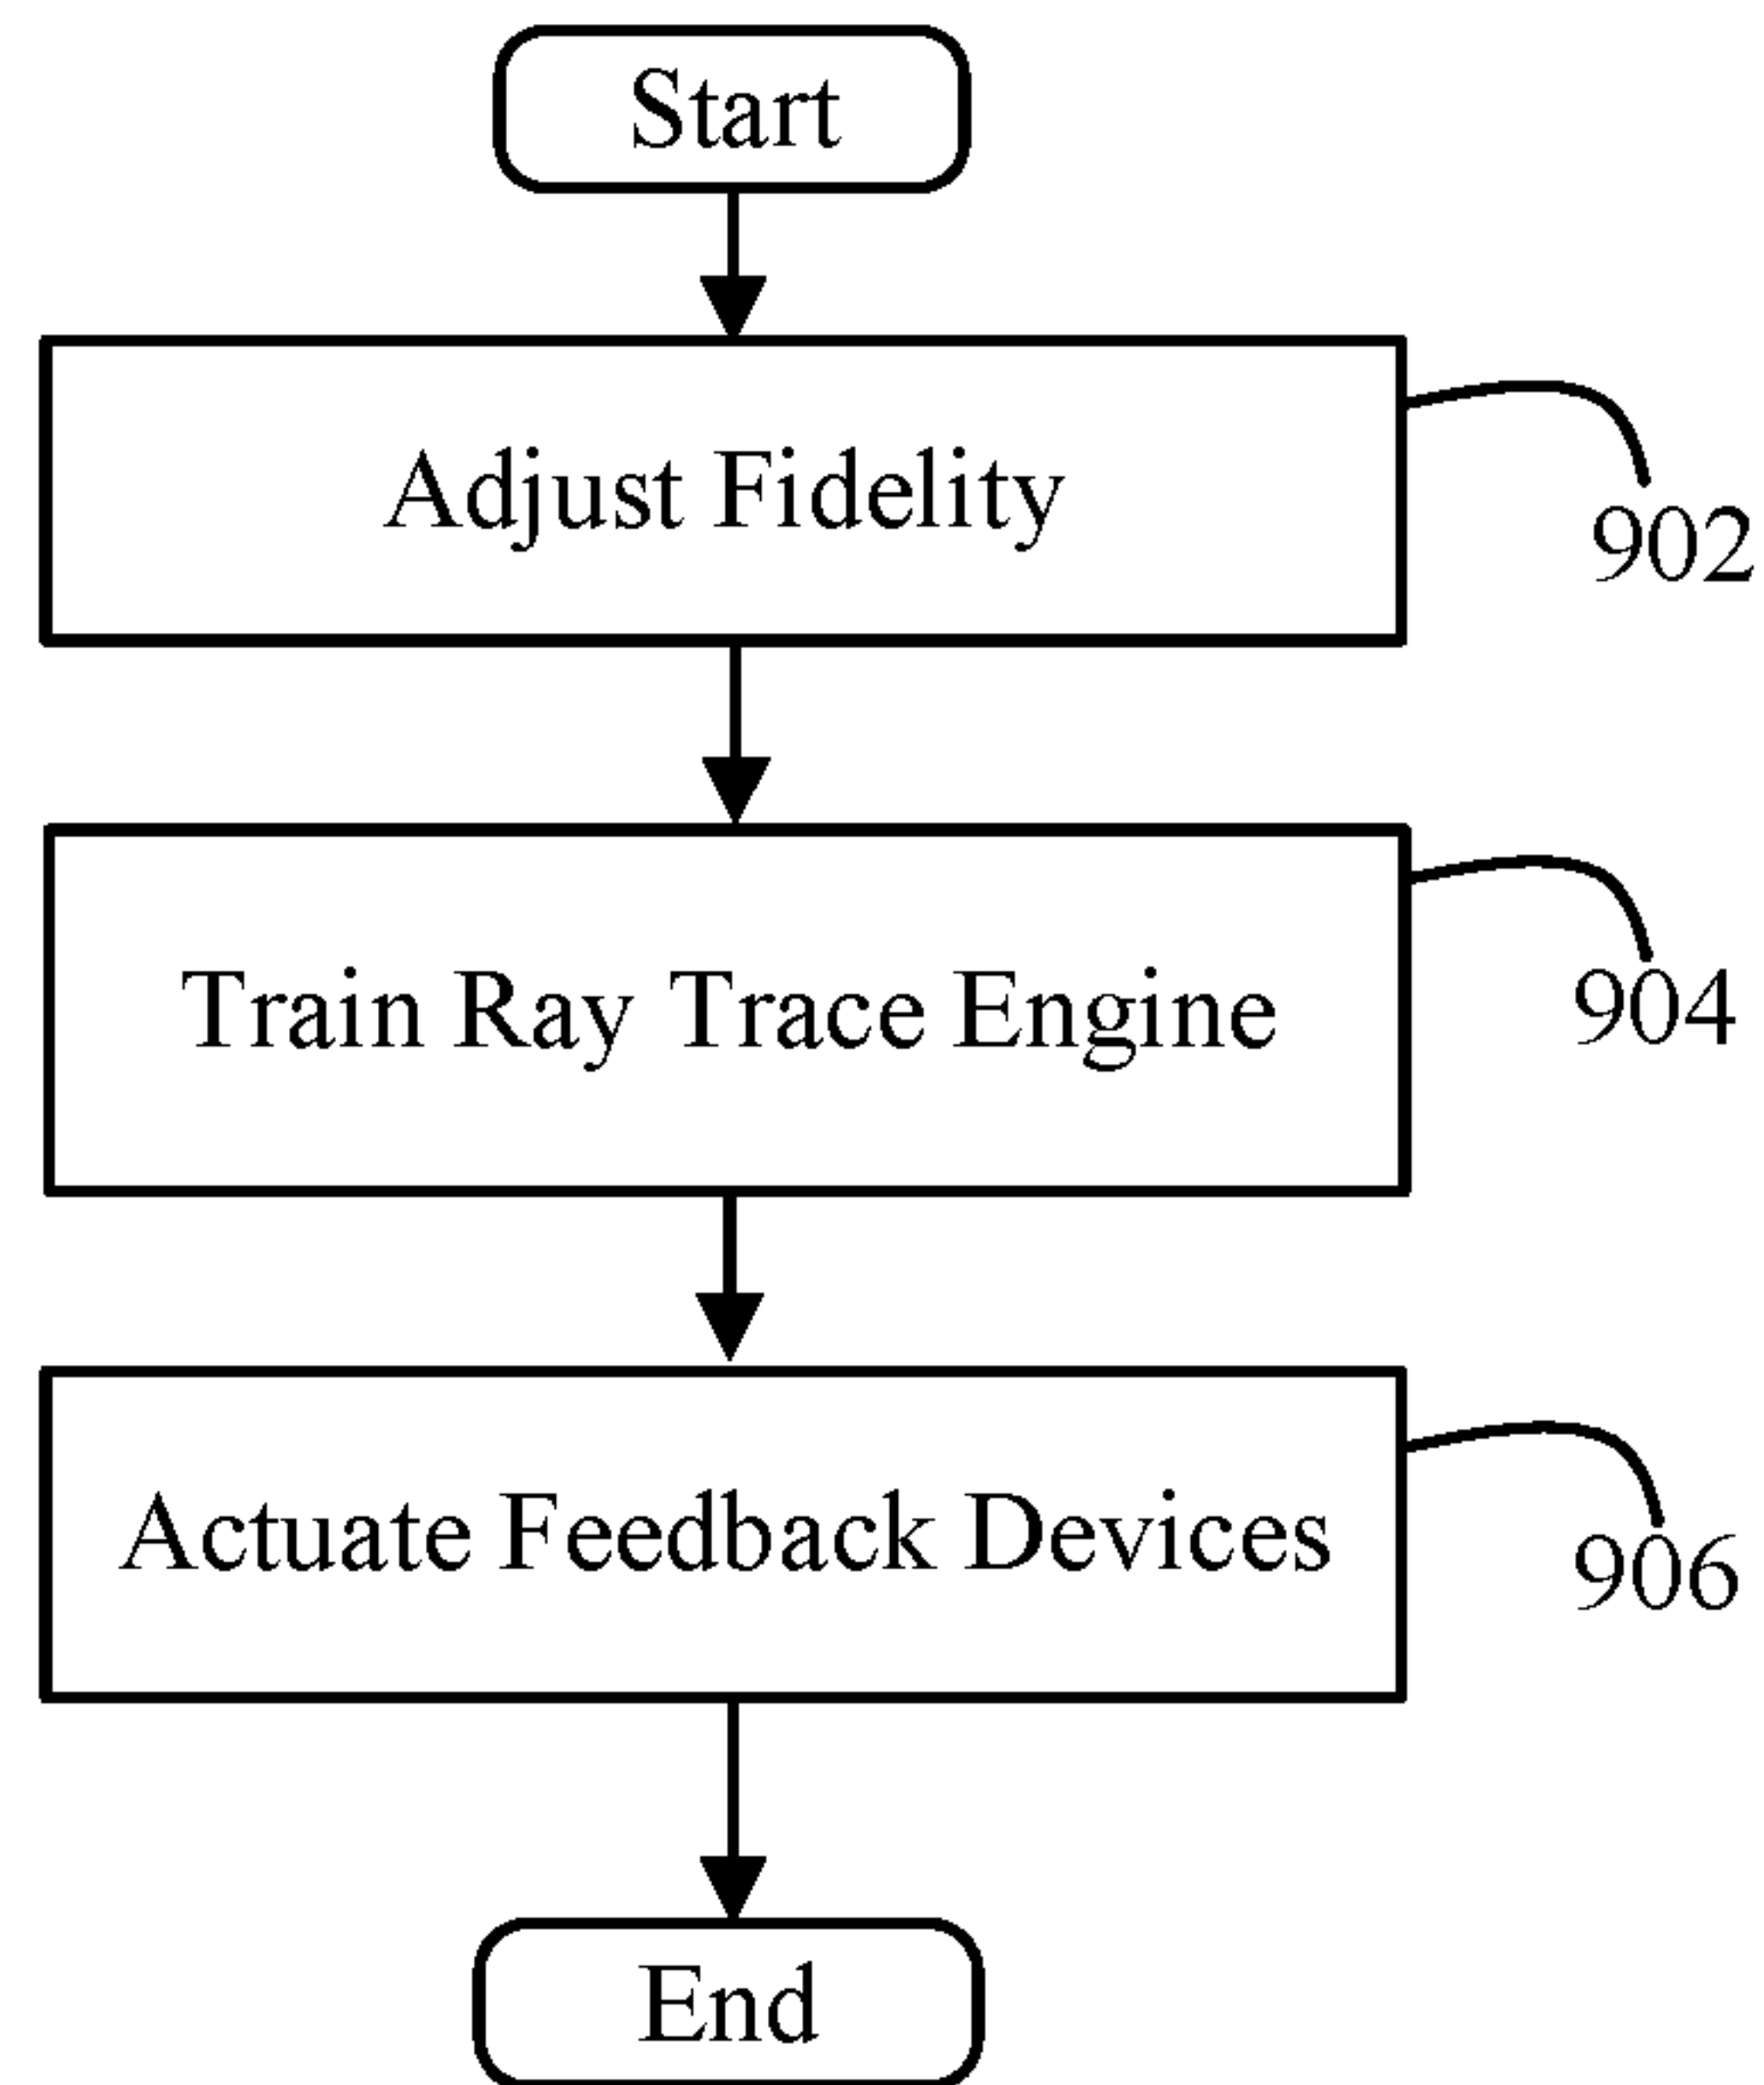 Start
Adjust Fidelity
902
Train Ray Trace Engine
904
Actuate Feedback Devices
906
End